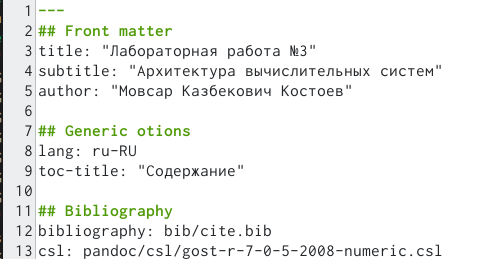 1 ---
2 ## Front matter
3 title: "Лабораторная работа №3"
4 subtitle: "Архитектура вычислительных систем"
5 author: "Мовсар Казбекович Костоев"
6
7 ## Generic otions
8 lang: ru-RU
9 toc-title: "Содержание"
10
11 ## Bibliography
12 bibliography: bib/cite.bib
13 csl: pandoc/csl/gost-r-7-0-5-2008-numeric.csl